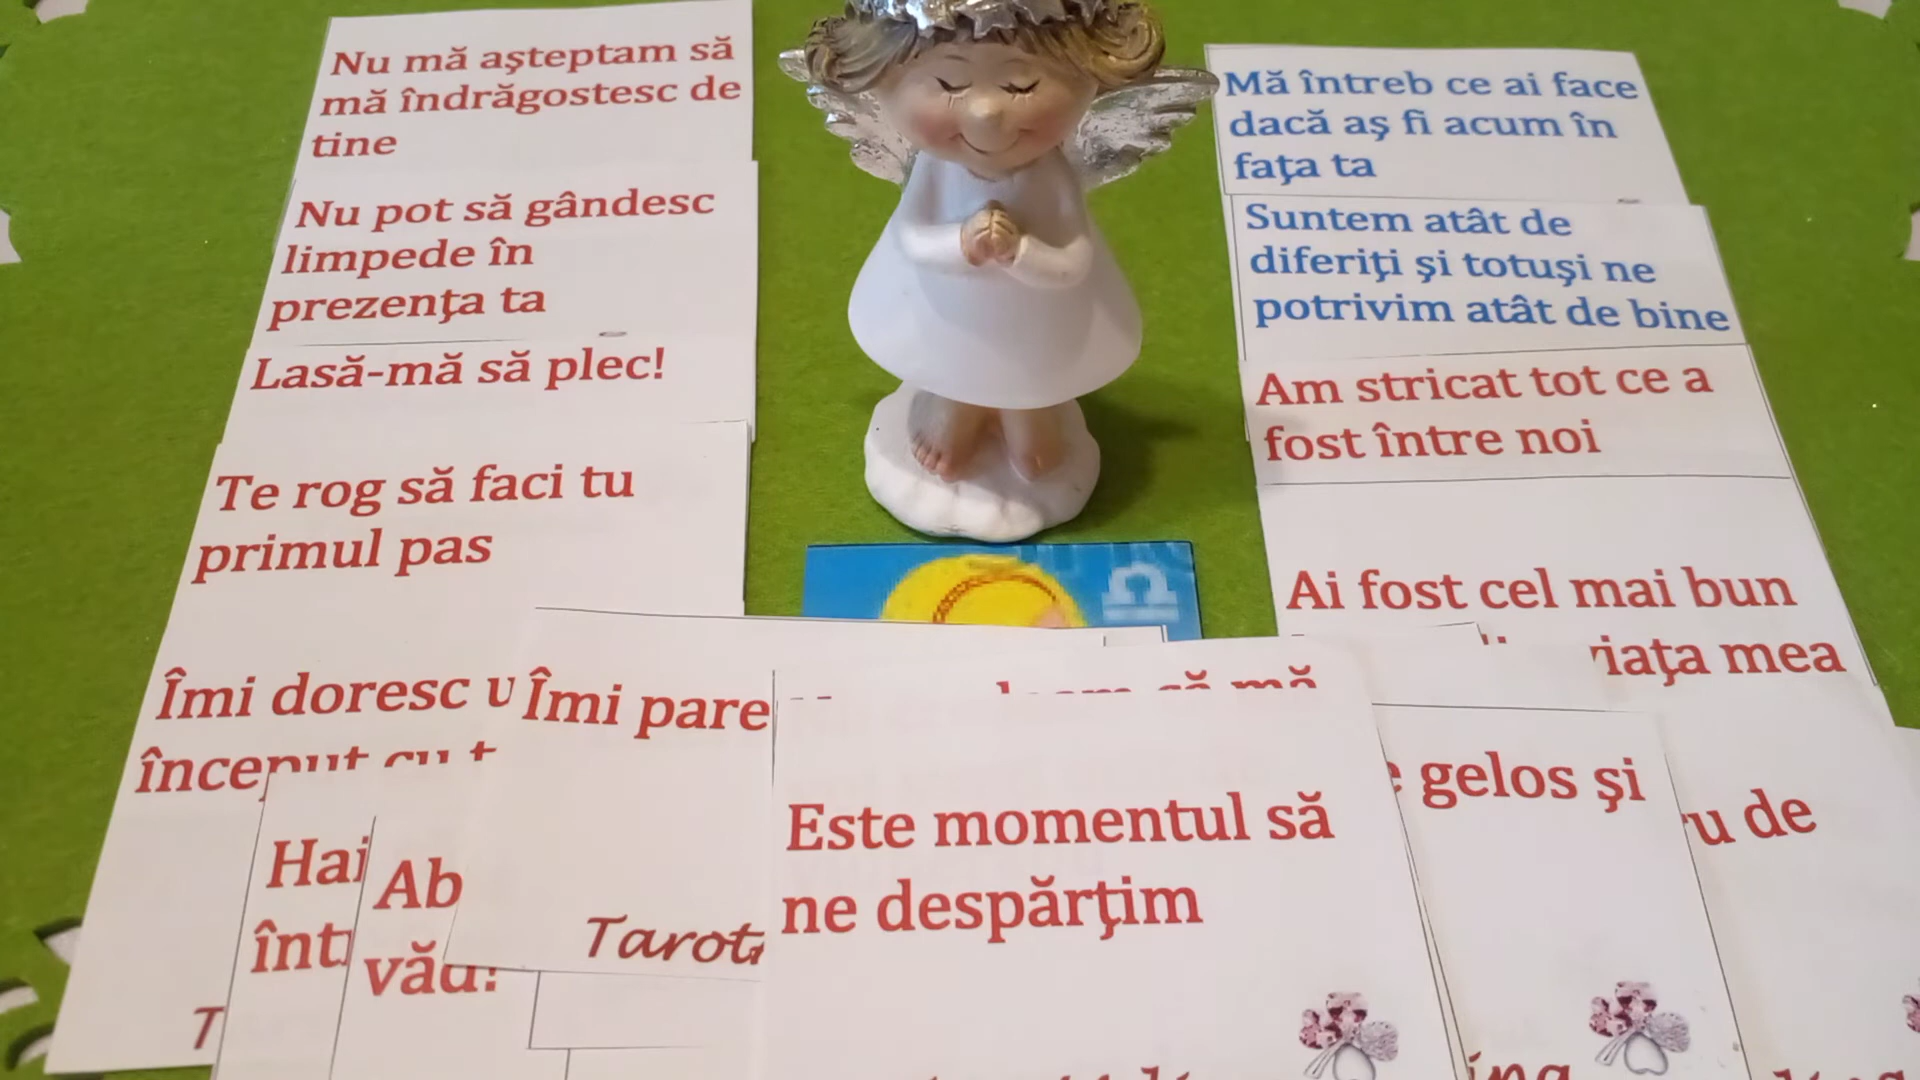 Nu mă aşteptam să
mă îndrăgostesc de
tine
Nu pot să gândesc
limpede în
prezenţa ta
Lasă-mă să plec!
Te rog să faci tu
primul pas
Îmi doresc
început cu
Îmi pare
Hai
văd!
Este momentul să
ne despărţim
Mă întreb ce ai face
dacă aş fi acum în
faţa ta
Suntem atât de
diferiţi şi totuşi ne
potrivim atât de bine
Am stricat tot ce a
fost între noi
Ai fost cel mai bun
viaţa mea
gelos şi
de